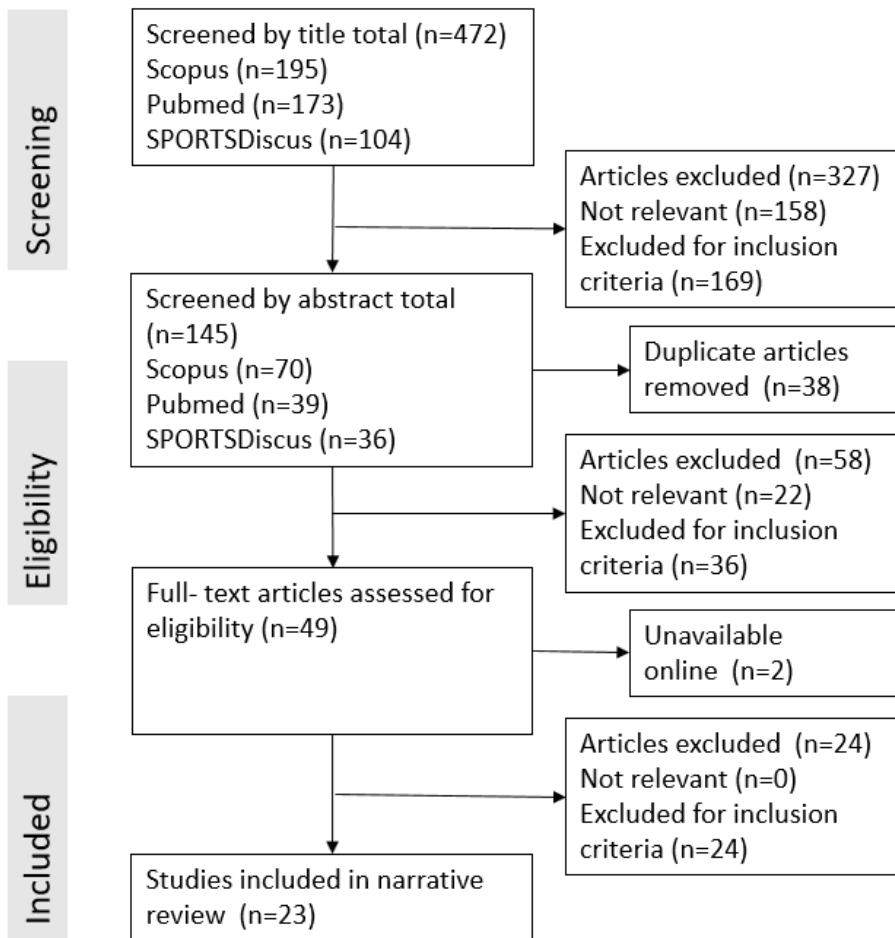 Screening
Screened by title total (n=472)
Scopus (n=195)
Pubmed (n=173)
SPORTSDiscus (n=104)
Articles excluded (n=327)
Not relevant (n=158)
Excluded for inclusion
criteria (n=169)
Screened by abstract total
(n=145)
Scopus (n=70)
Pubmed (n=39)
SPORTSDiscus (n=36)
Duplicate articles
removed  (n=38)
Eligibility
Articles excluded  (n=58)
Not relevant (n=22)
Excluded for inclusion
criteria (n=36)
Full- text articles assessed for
eligibility (n=49)
Unavailable
online  (n=2)
Included
Articles excluded  (n=24)
Not relevant (n=0)
Excluded for inclusion
criteria (n=24)
Studies included in narrative
review  (n=23)